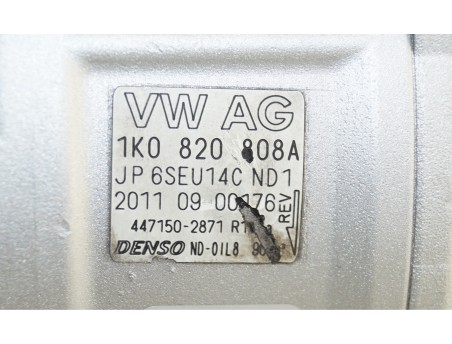 VW AG
1K0 820 808A
JP 6SEU14C ND1
2011 09 REV
447150-2871
DENSO ND-OIL8